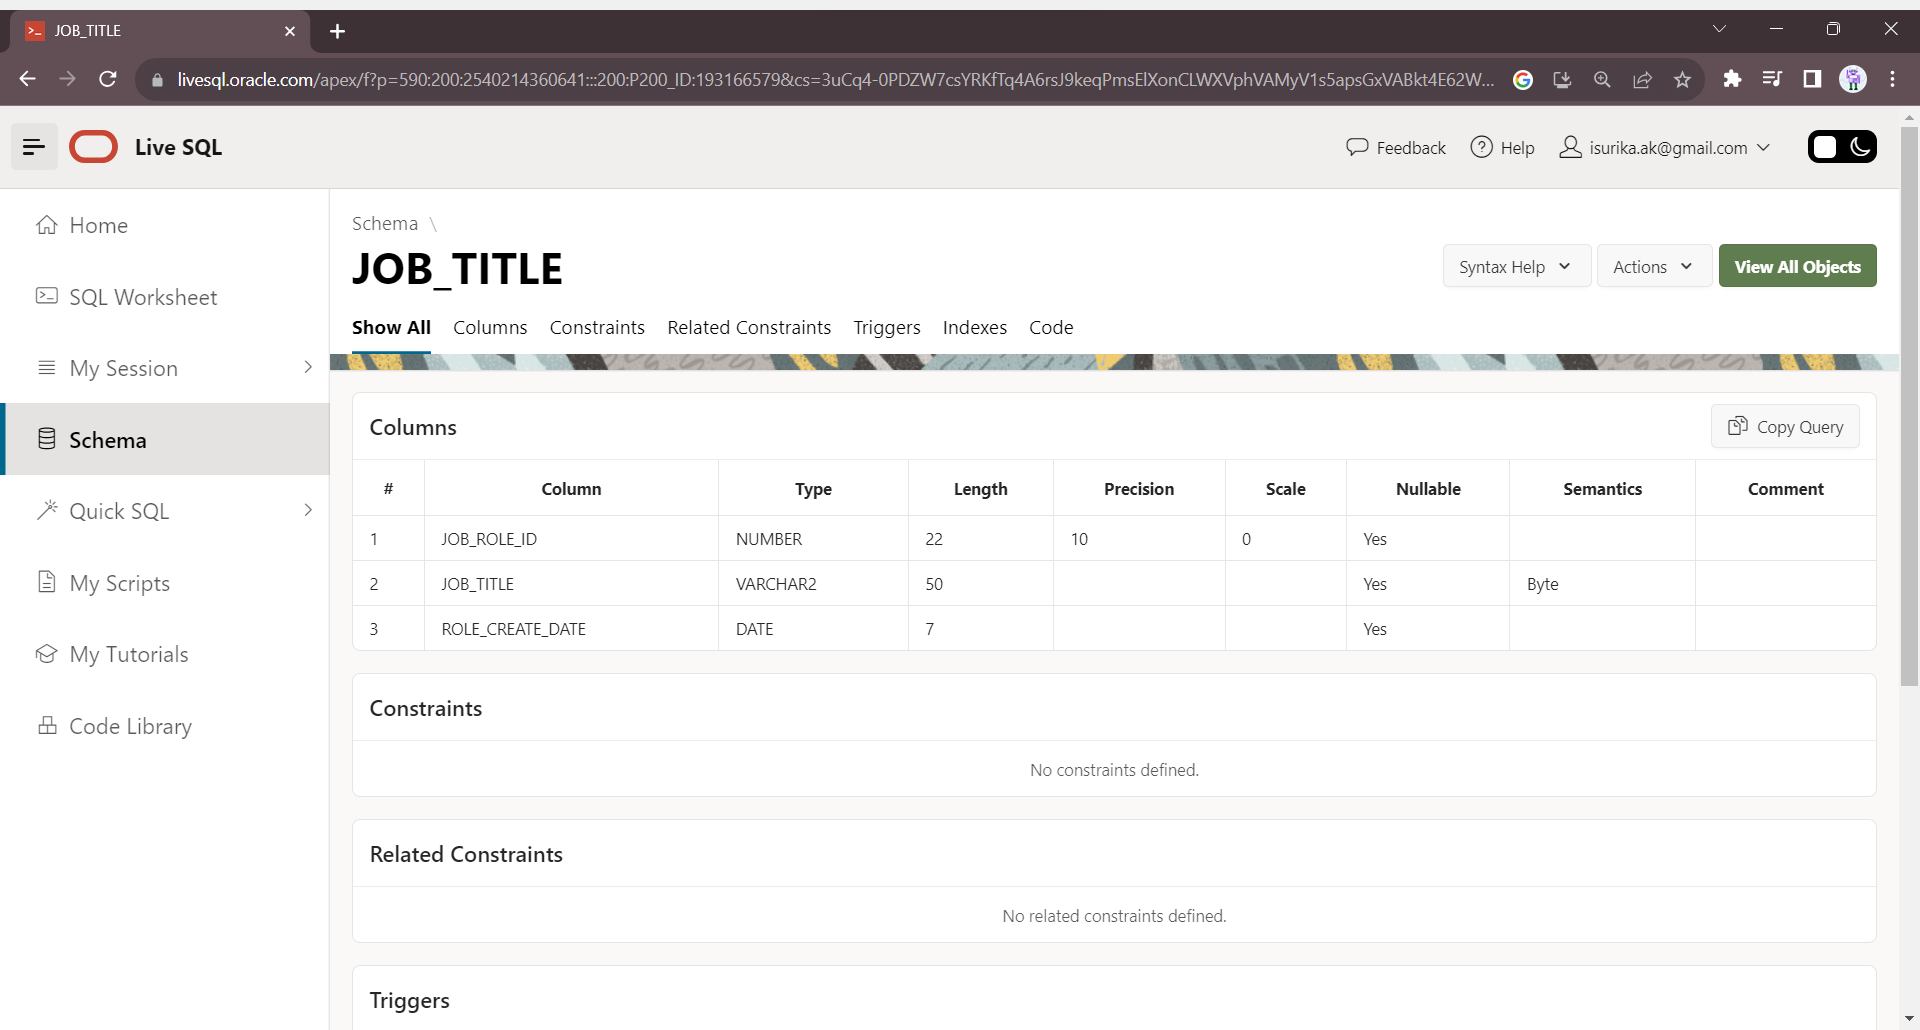 JOB_TITLE
livesql.oracle.com/apex/f?p=590:200:2540214360641:::200:P200_ID:193166579&cs=3uCq4-0PDZW7csYRKfTq4A6rsJ9keqPmsElXonCLWXVphVAMyV1s5apsGxVABkt4E62W...
Live SQL
Feedback
Help
isurika.ak@gmail.com
Home
SQL Worksheet
My Session
Schema
Quick SQL
My Scripts
My Tutorials
Code Library
Schema \
JOB_TITLE
Syntax Help
Actions
View All Objects
Show All Columns Constraints Related Constraints Triggers Indexes Code
Columns
Copy Query
# Column Type Length Precision Scale Nullable Semantics Comment
1 JOB_ROLE_ID NUMBER 22 10 0 Yes
2 JOB_TITLE VARCHAR2 50 Yes Byte
3 ROLE_CREATE_DATE DATE 7 Yes
Constraints
No constraints defined.
Related Constraints
No related constraints defined.
Triggers